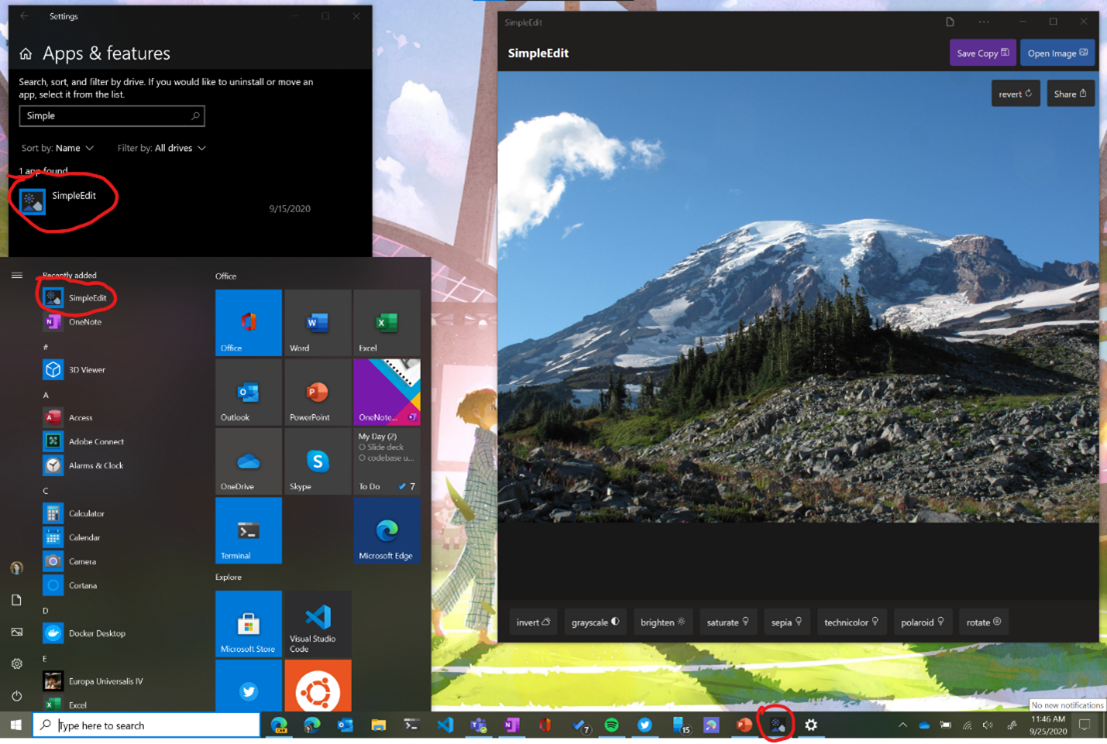 Settings
Apps & features
Search, sort, and filter by drive. If you would like to uninstall or move an
app, select it from the list.
Simple
Sort by: Name
Filter by: All drives
1 app found
SimpleEdit
9/15/2020
Recently added
SimpleEdit
OneNote
#
3D Viewer
A
Access
Adobe Connect
Alarms & Clock
C
Calculator
Calendar
Camera
Cortana
D
Docker Desktop
E
Europa Universalis IV
Excel
Office
Office
Word
Excel
Outlook
PowerPoint
OneNote...
OneDrive
Skype
My Day (2)
Slide deck
codebase u...
To Do
7
Terminal
Microsoft Edge
Explore
Microsoft Store
Visual Studio
Code
SimpleEdit
SimpleEdit
Save Copy
Open Image
revert
Share
invert
grayscale
brighten
saturate
sepia
technicolor
polaroid
rotate
No new notifications
Type here to search
7
15
11:46 AM
9/25/2020